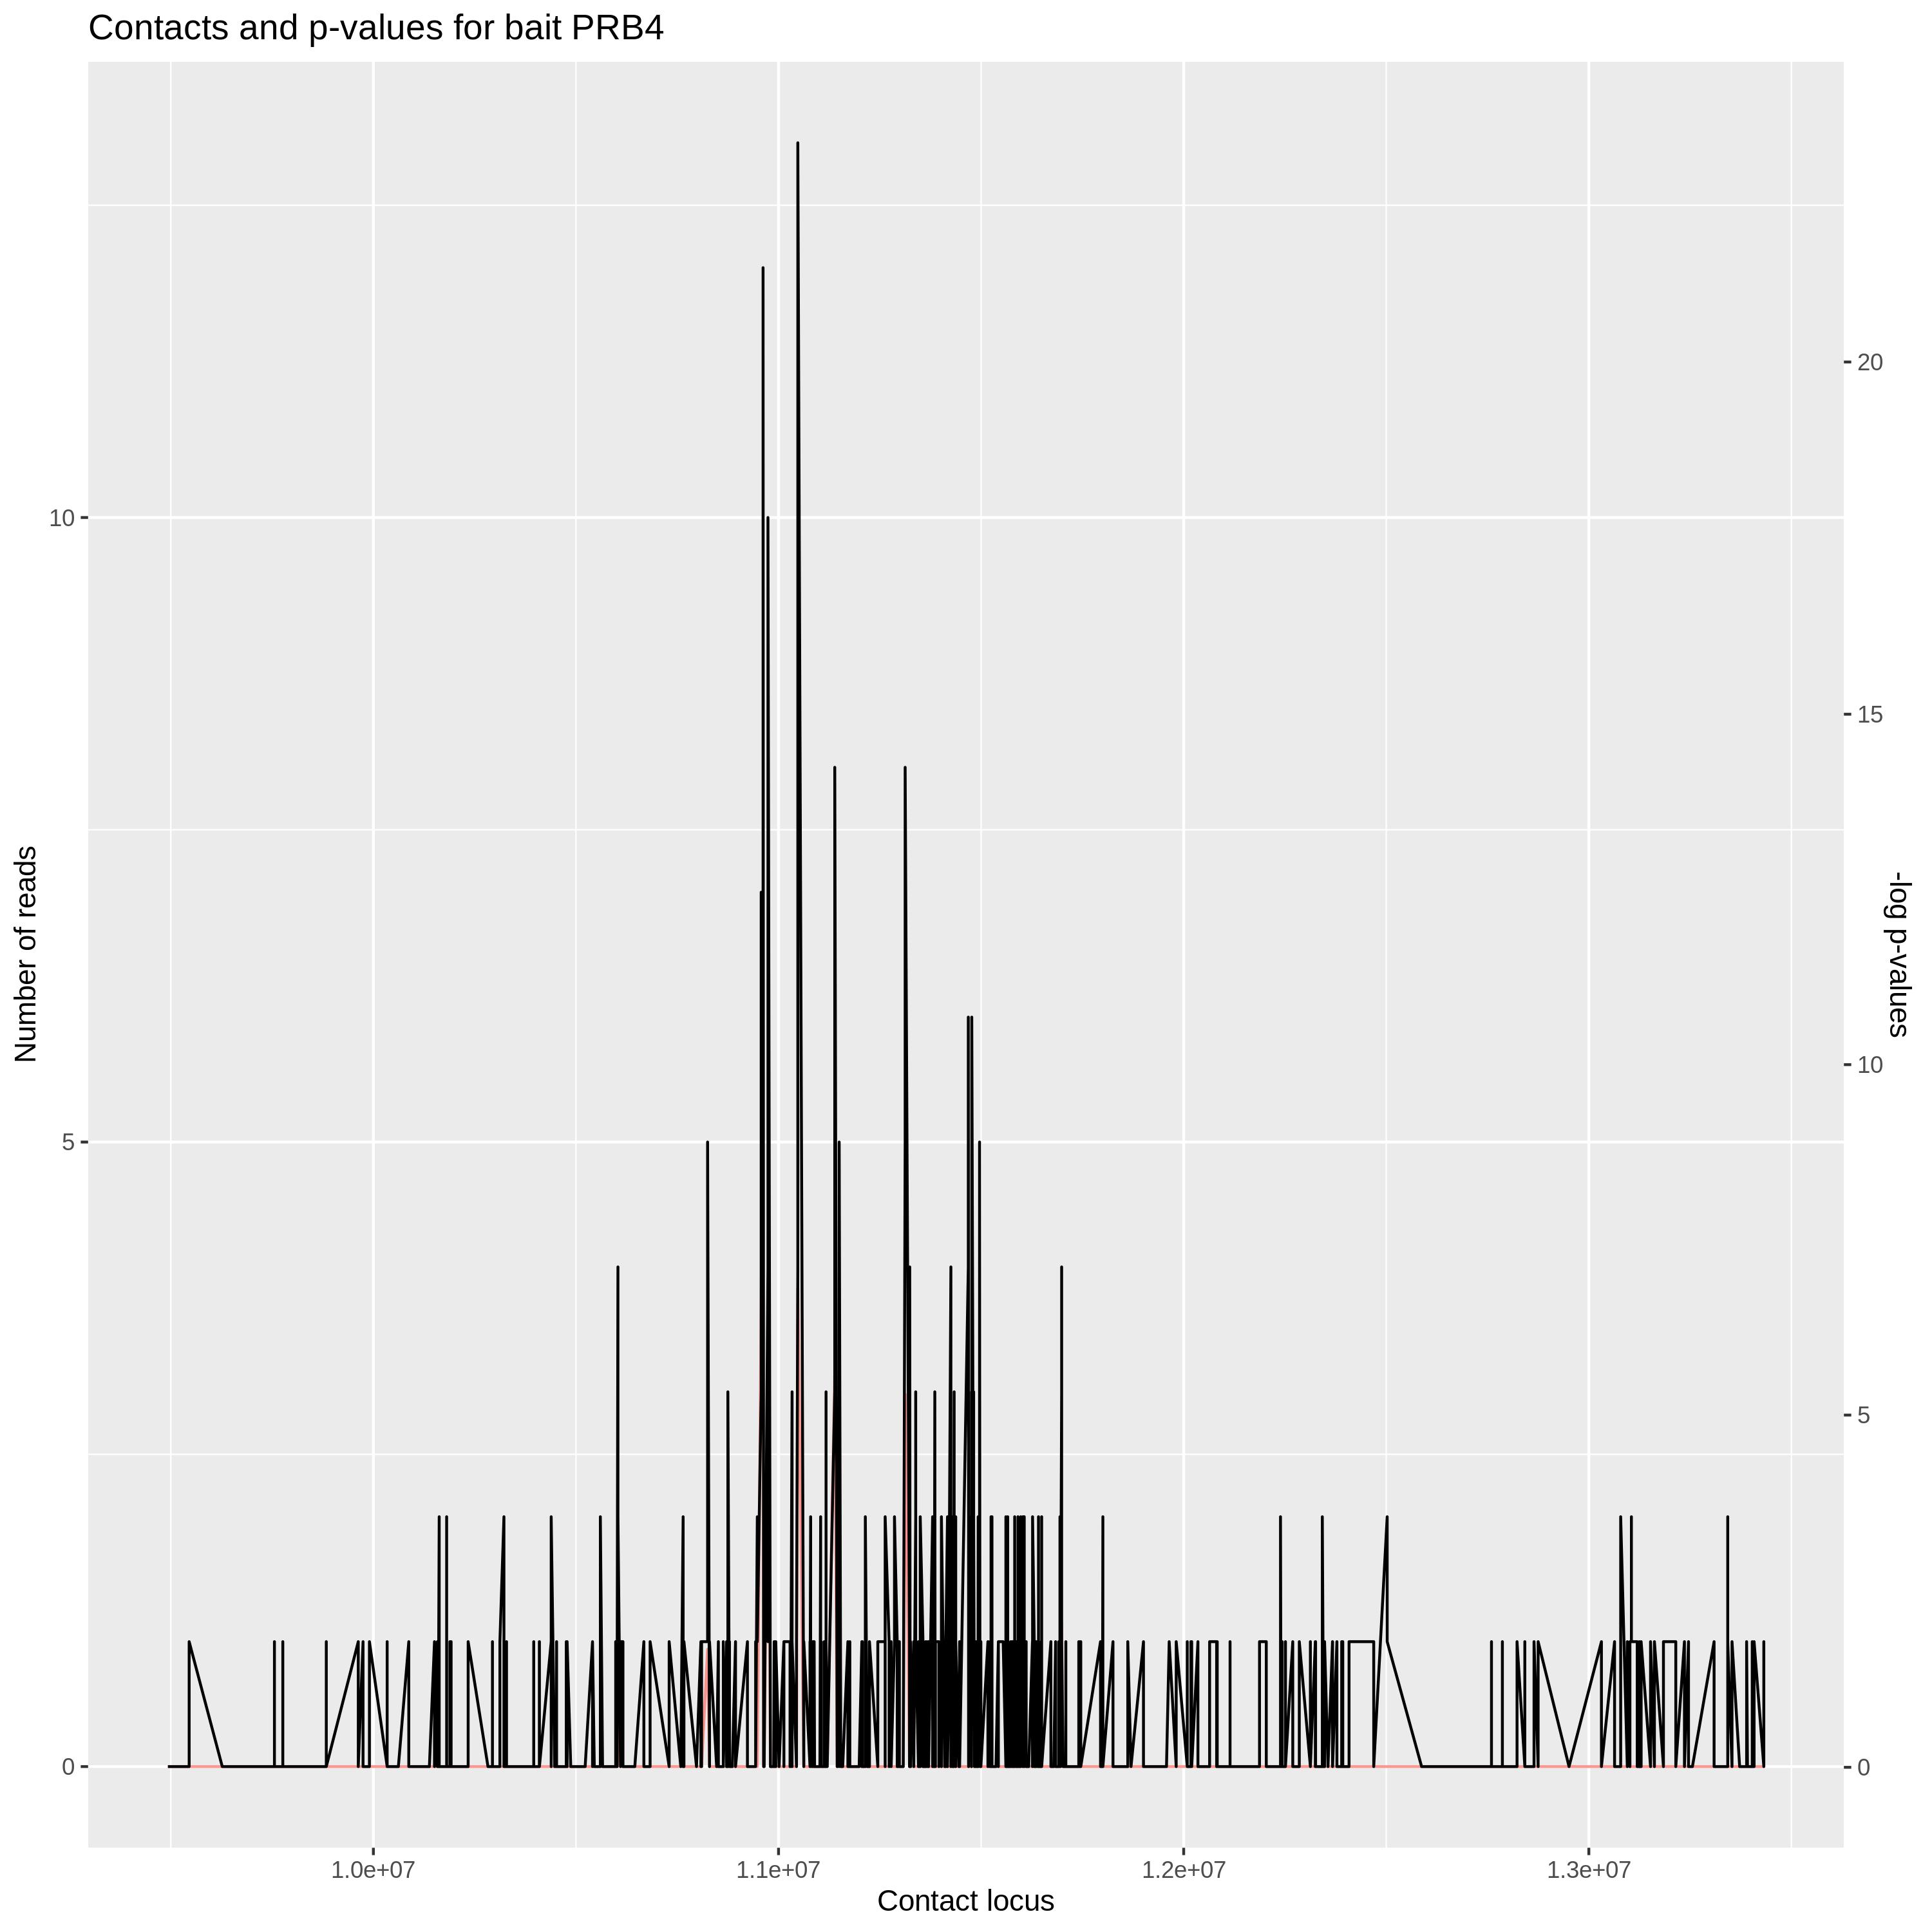 Contacts and p-values for bait PRB4
Number of reads
10
5
0
20
15
10
5
0
-log p-values
1.0e+07
1.1e+07
1.2e+07
1.3e+07
Contact locus